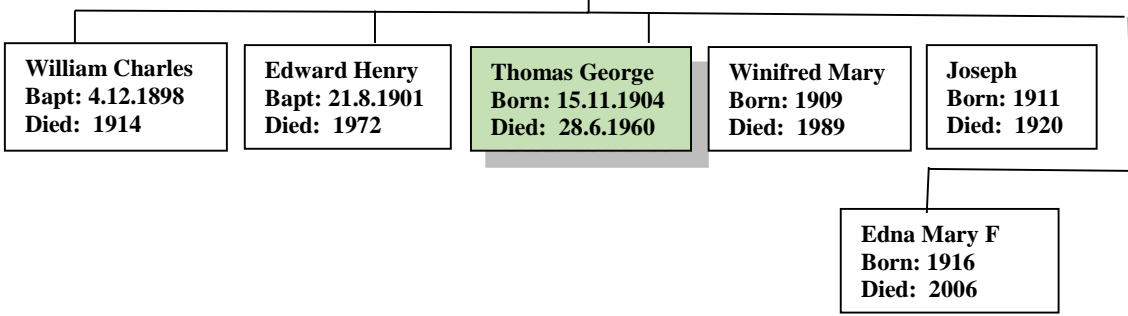 William Charles
Bapt: 4.12.1898
Died: 1914
Edward Henry
Bapt: 21.8.1901
Died: 1972
Thomas George
Born: 15.11.1904
Died: 28.6.1960
Winifred Mary
Born: 1909
Died: 1989
Joseph
Born: 1911
Died: 1920
Edna Mary F
Born: 1916
Died: 2006